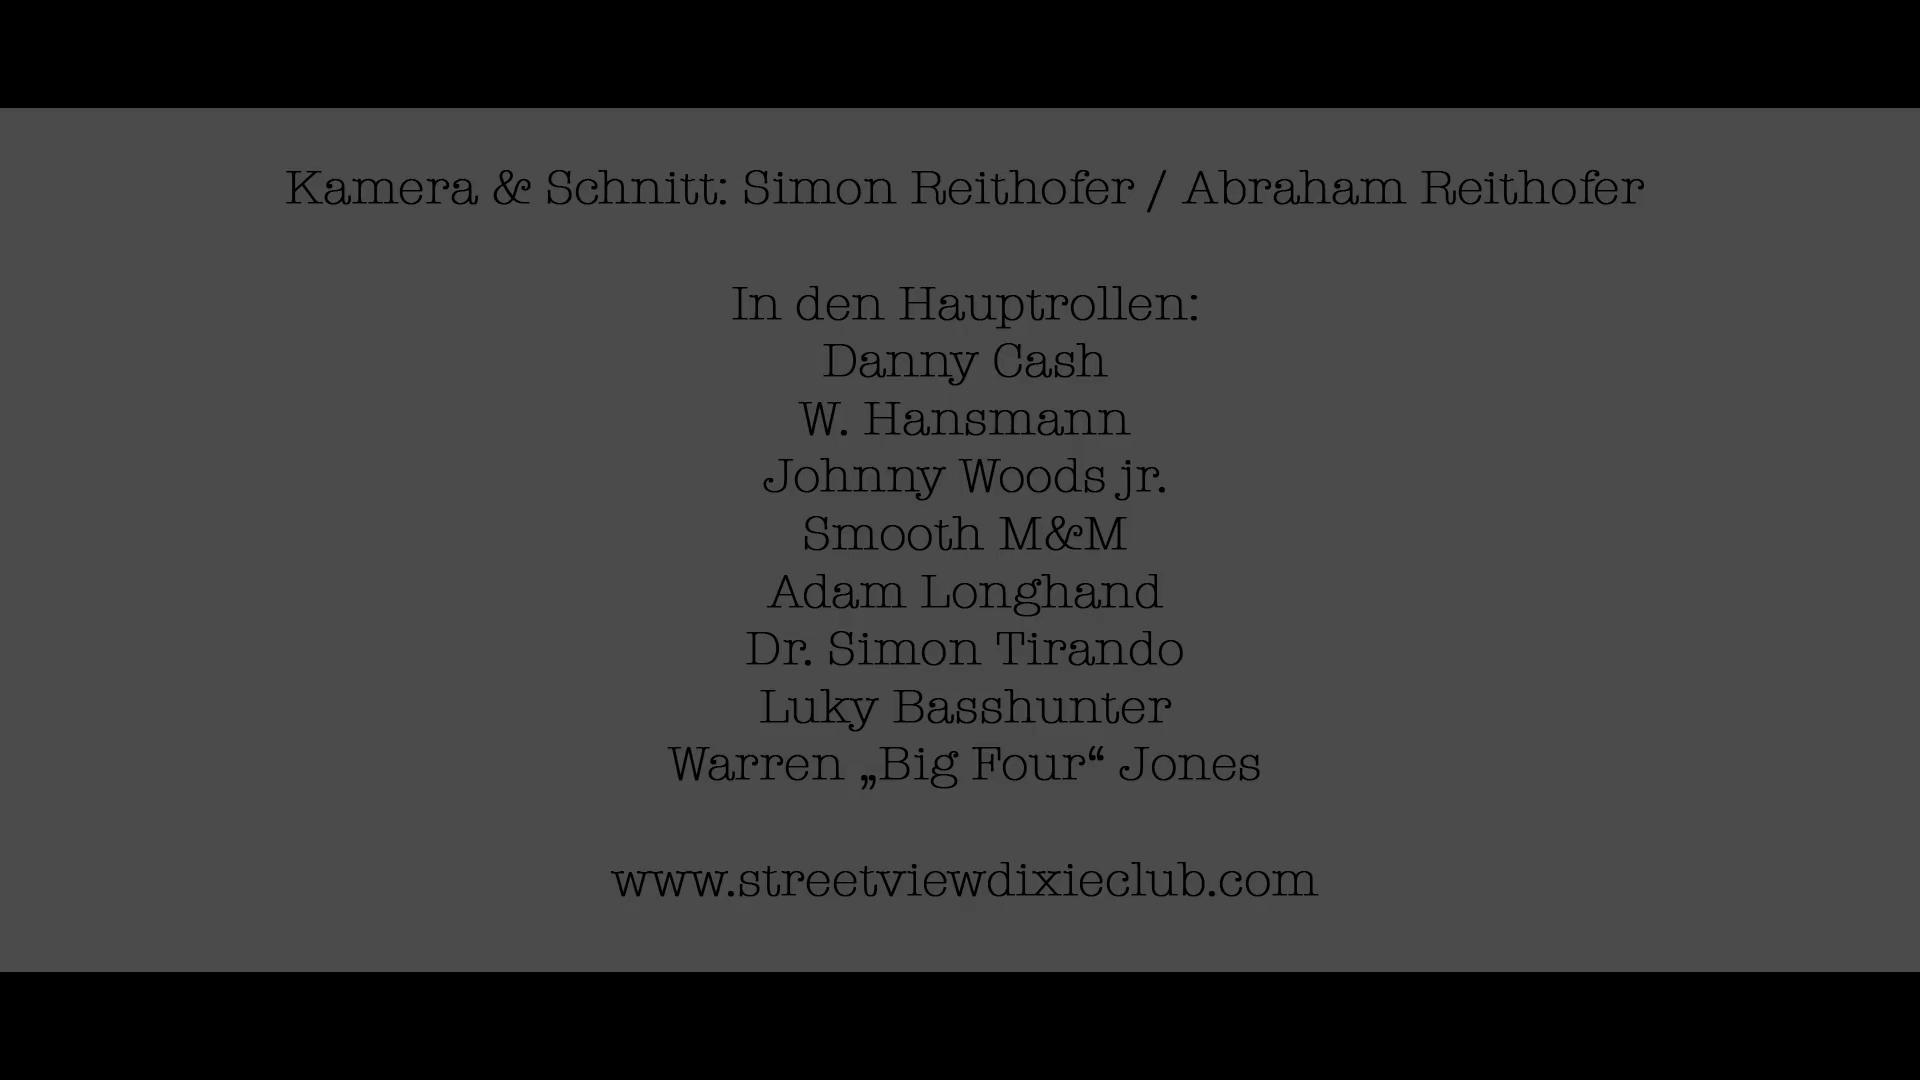 Kamera & Schnitt: Simon Reithofer / Abraham Reithofer
In den Hauptrollen:
Danny Cash
W. Hansmann
Johnny Woods jr.
Smooth M&M
Adam Longhand
Dr. Simon Tirando
Luky Basshunter
Warren „Big Four“ Jones
www.streetviewdixieclub.com